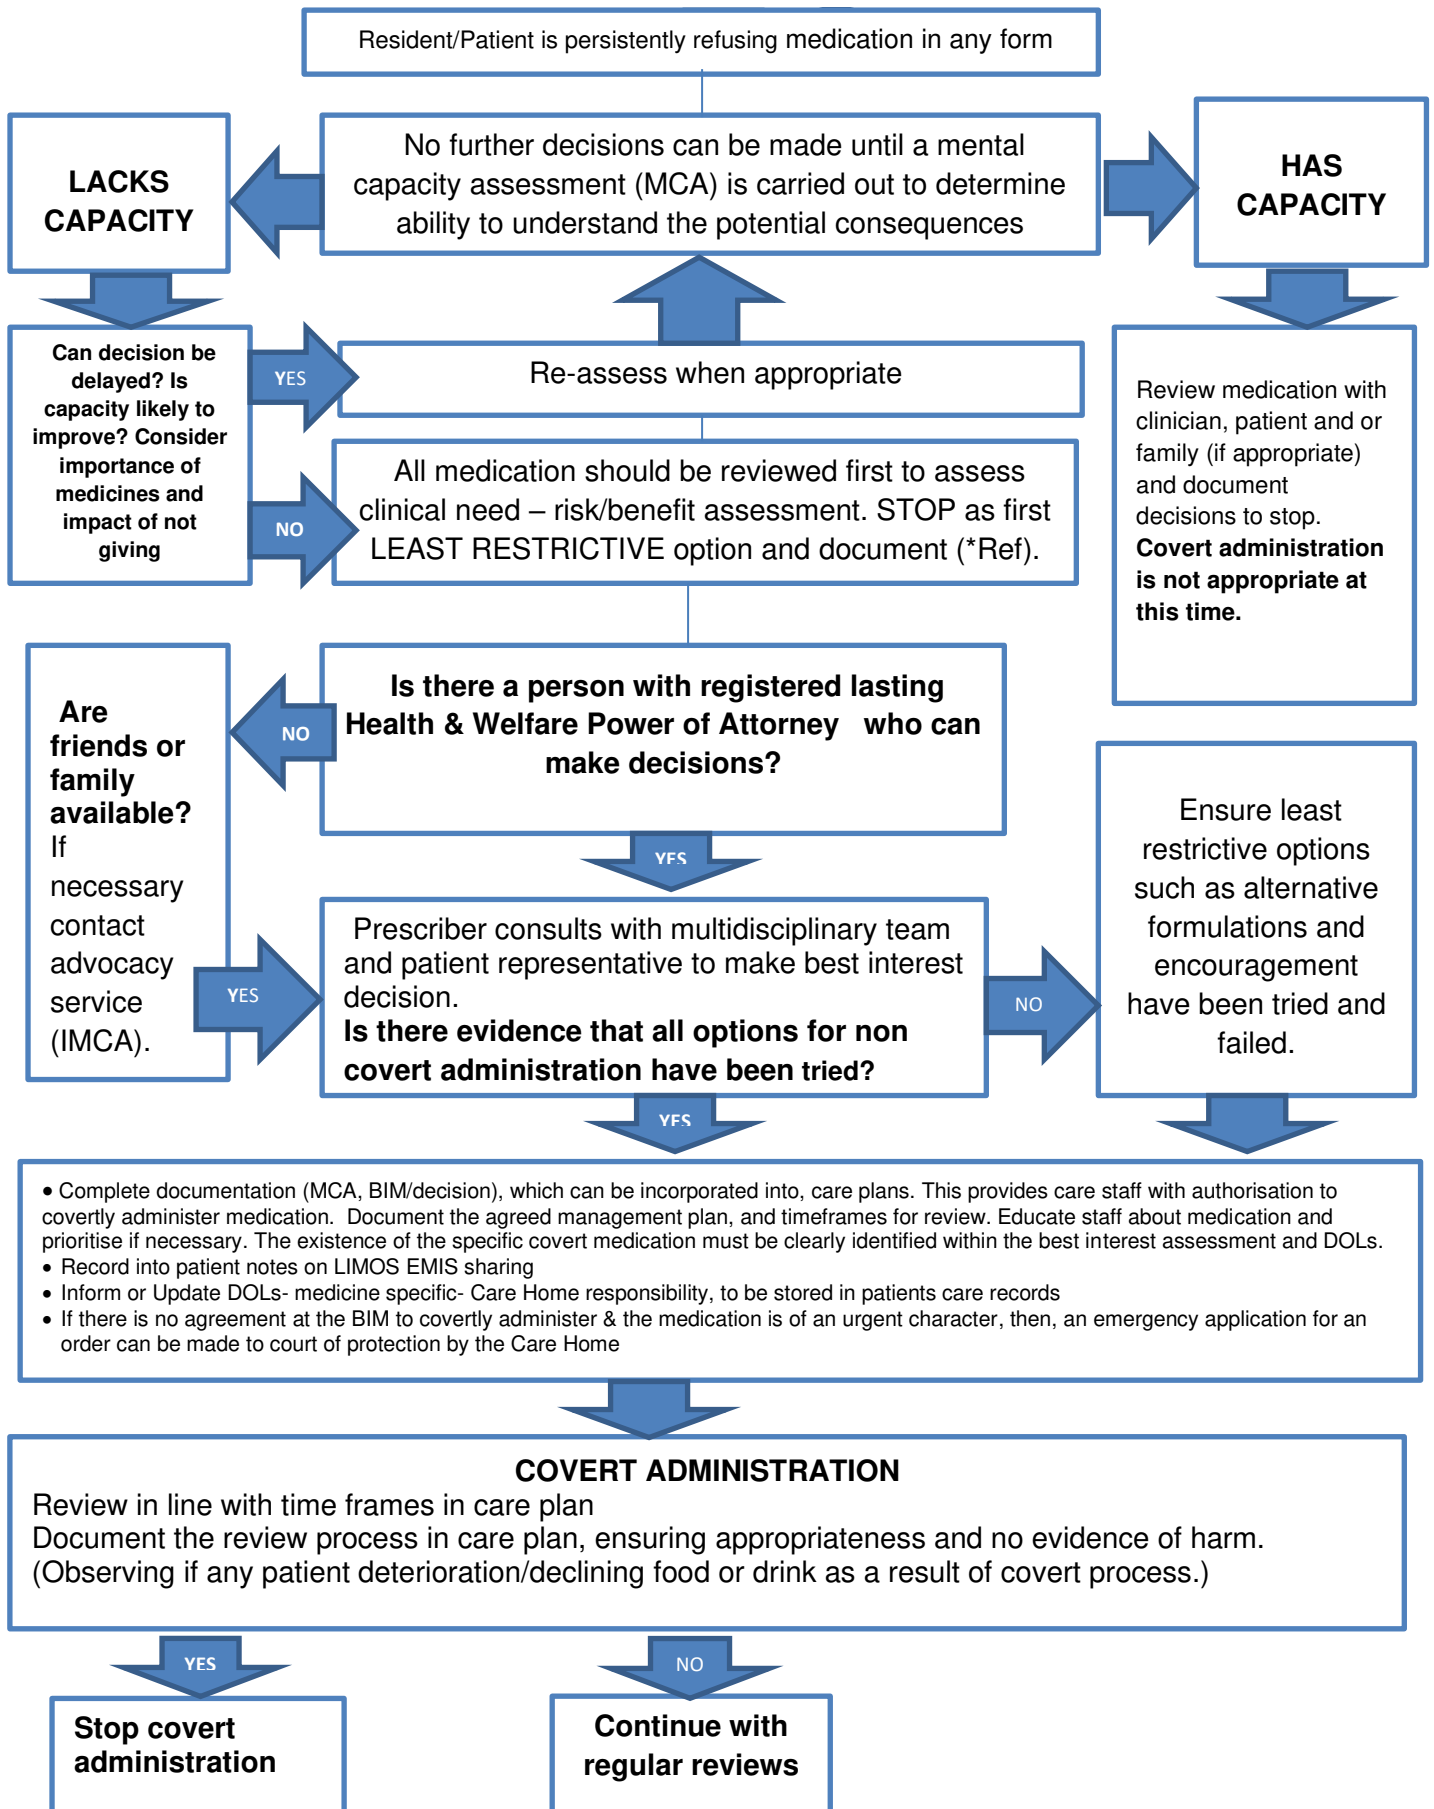 Resident/Patient is persistently refusing medication in any form
LACKS
CAPACITY
No further decisions can be made until a mental
capacity assessment (MCA) is carried out to determine
ability to understand the potential consequences
HAS
CAPACITY
Can decision be
delayed? Is
capacity likely to
improve? Consider
importance of
medicines and
impact of not
giving
YES
Re-assess when appropriate
NO
All medication should be reviewed first to assess
clinical need – risk/benefit assessment. STOP as first
LEAST RESTRICTIVE option and document (*Ref).
Review medication with
clinician, patient and or
family (if appropriate)
and document
decisions to stop.
Covert administration
is not appropriate at
this time.
Is there a person with registered lasting
Health & Welfare Power of Attorney who can
make decisions?
NO
Are
friends or
family
available?
If
necessary
contact
advocacy
service
(IMCA).
YES
YES
Prescriber consults with multidisciplinary team
and patient representative to make best interest
decision.
Is there evidence that all options for non
covert administration have been tried?
NO
Ensure least
restrictive options
such as alternative
formulations and
encouragement
have been tried and
failed.
YES
• Complete documentation (MCA, BIM/decision), which can be incorporated into, care plans. This provides care staff with authorisation to
covertly administer medication. Document the agreed management plan, and timeframes for review. Educate staff about medication and
prioritise if necessary. The existence of the specific covert medication must be clearly identified within the best interest assessment and DOLs.
• Record into patient notes on LIMOS EMIS sharing
• Inform or Update DOLs- medicine specific- Care Home responsibility, to be stored in patients care records
• If there is no agreement at the BIM to covertly administer & the medication is of an urgent character, then, an emergency application for an
order can be made to court of protection by the Care Home
COVERT ADMINISTRATION
Review in line with time frames in care plan
Document the review process in care plan, ensuring appropriateness and no evidence of harm.
(Observing if any patient deterioration/declining food or drink as a result of covert process.)
YES
NO
Stop covert
administration
Continue with
regular reviews